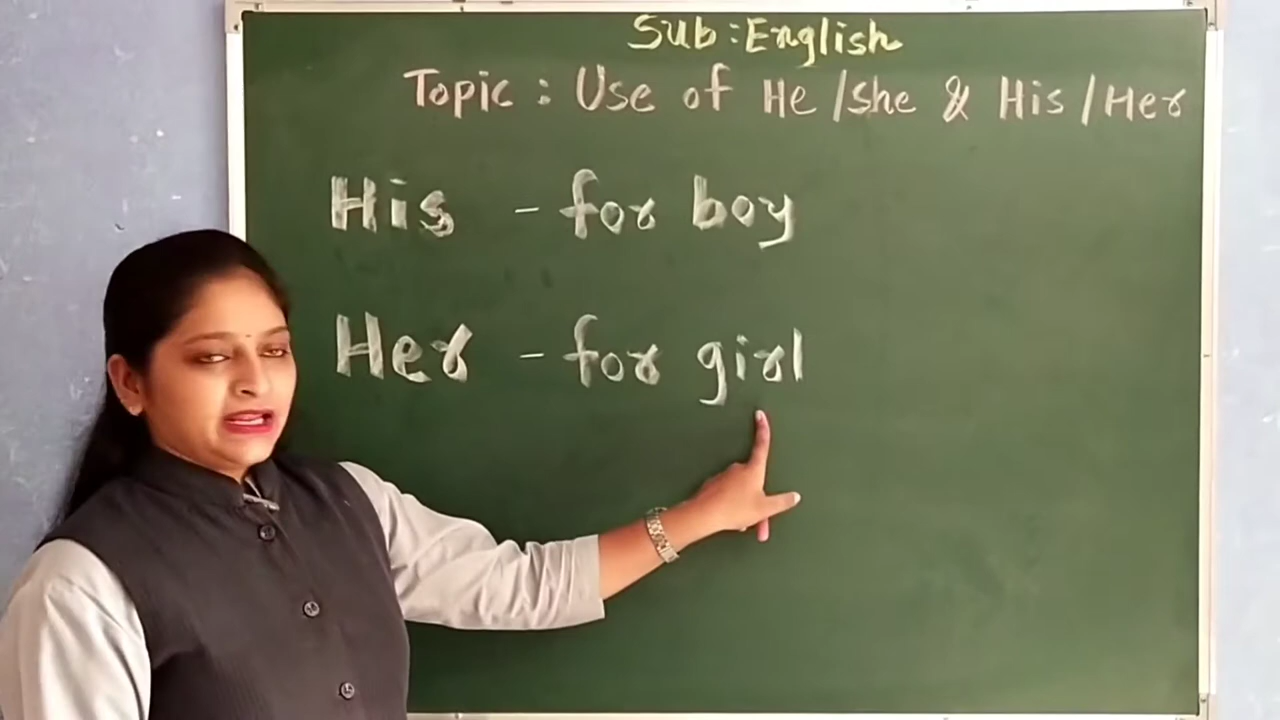 Sub : English
Topic : Use of He / she & His / Her
His - for boy
Her - for girl